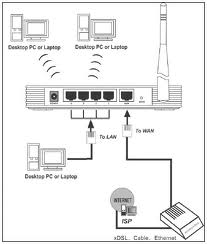 Desktop PC or Laptop
Desktop PC or Laptop
To LAN
To WAN
Desktop PC or Laptop
INTERNET
ISP
xDSL, Cable, Ethernet